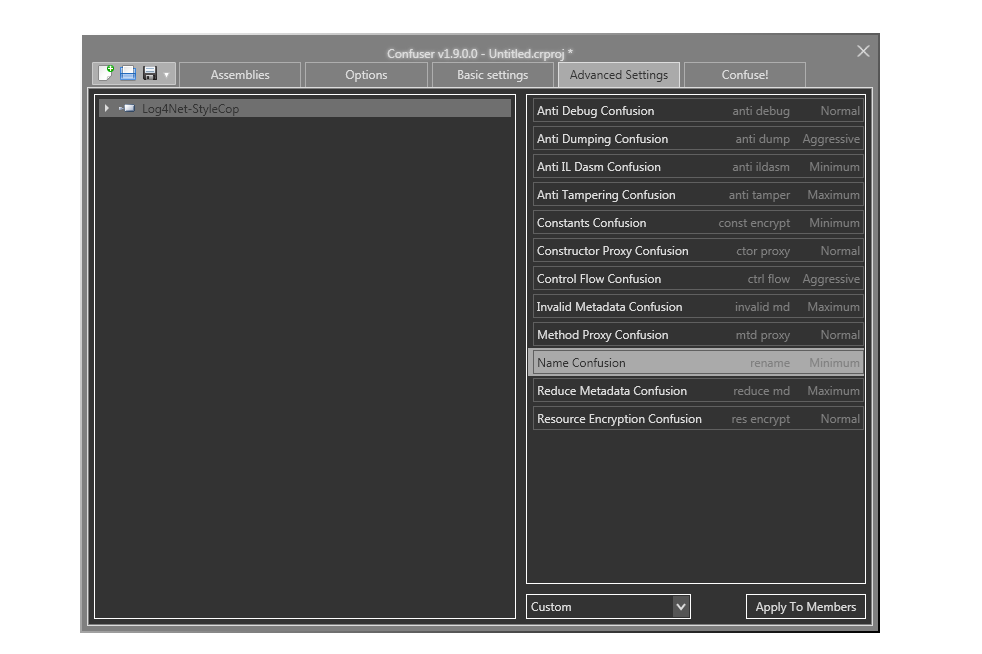 Confuser v1.9.0.0 - Untitled.crproj *
Assemblies Options Basic settings Advanced Settings Confuse!
Log4Net-StyleCop
Anti Debug Confusion anti debug Normal
Anti Dumping Confusion anti dump Aggressive
Anti IL Dasm Confusion anti ildasm Minimum
Anti Tampering Confusion anti tamper Maximum
Constants Confusion const encrypt Minimum
Constructor Proxy Confusion ctor proxy Normal
Control Flow Confusion ctrl flow Aggressive
Invalid Metadata Confusion invalid md Maximum
Method Proxy Confusion mtd proxy Normal
Name Confusion rename Minimum
Reduce Metadata Confusion reduce md Maximum
Resource Encryption Confusion res encrypt Normal
Custom Apply To Members